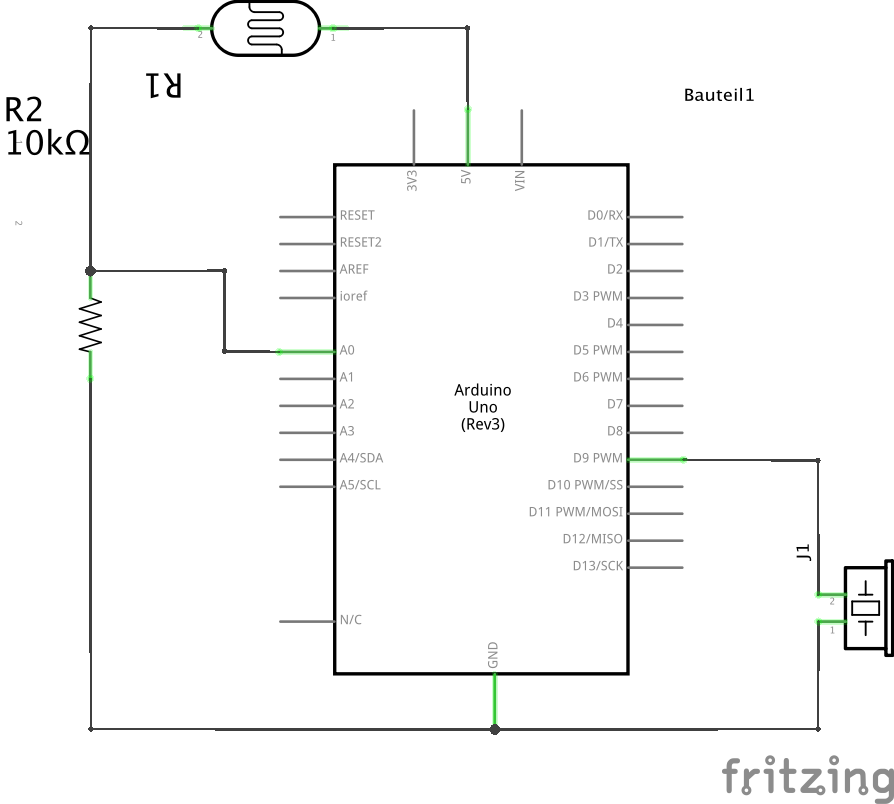 2
1
R1
R2
10kΩ
1
2
Bauteil1
3V3
5V
VIN
RESET
RESET2
AREF
ioref
A0
A1
A2
A3
A4/SDA
A5/SCL
N/C
Arduino
Uno
(Rev3)
D0/RX
D1/TX
D2
D3 PWM
D4
D5 PWM
D6 PWM
D7
D8
D9 PWM
D10 PWM/SS
D11 PWM/MOSI
D12/MISO
D13/SCK
GND
J1
2
1
fritzing